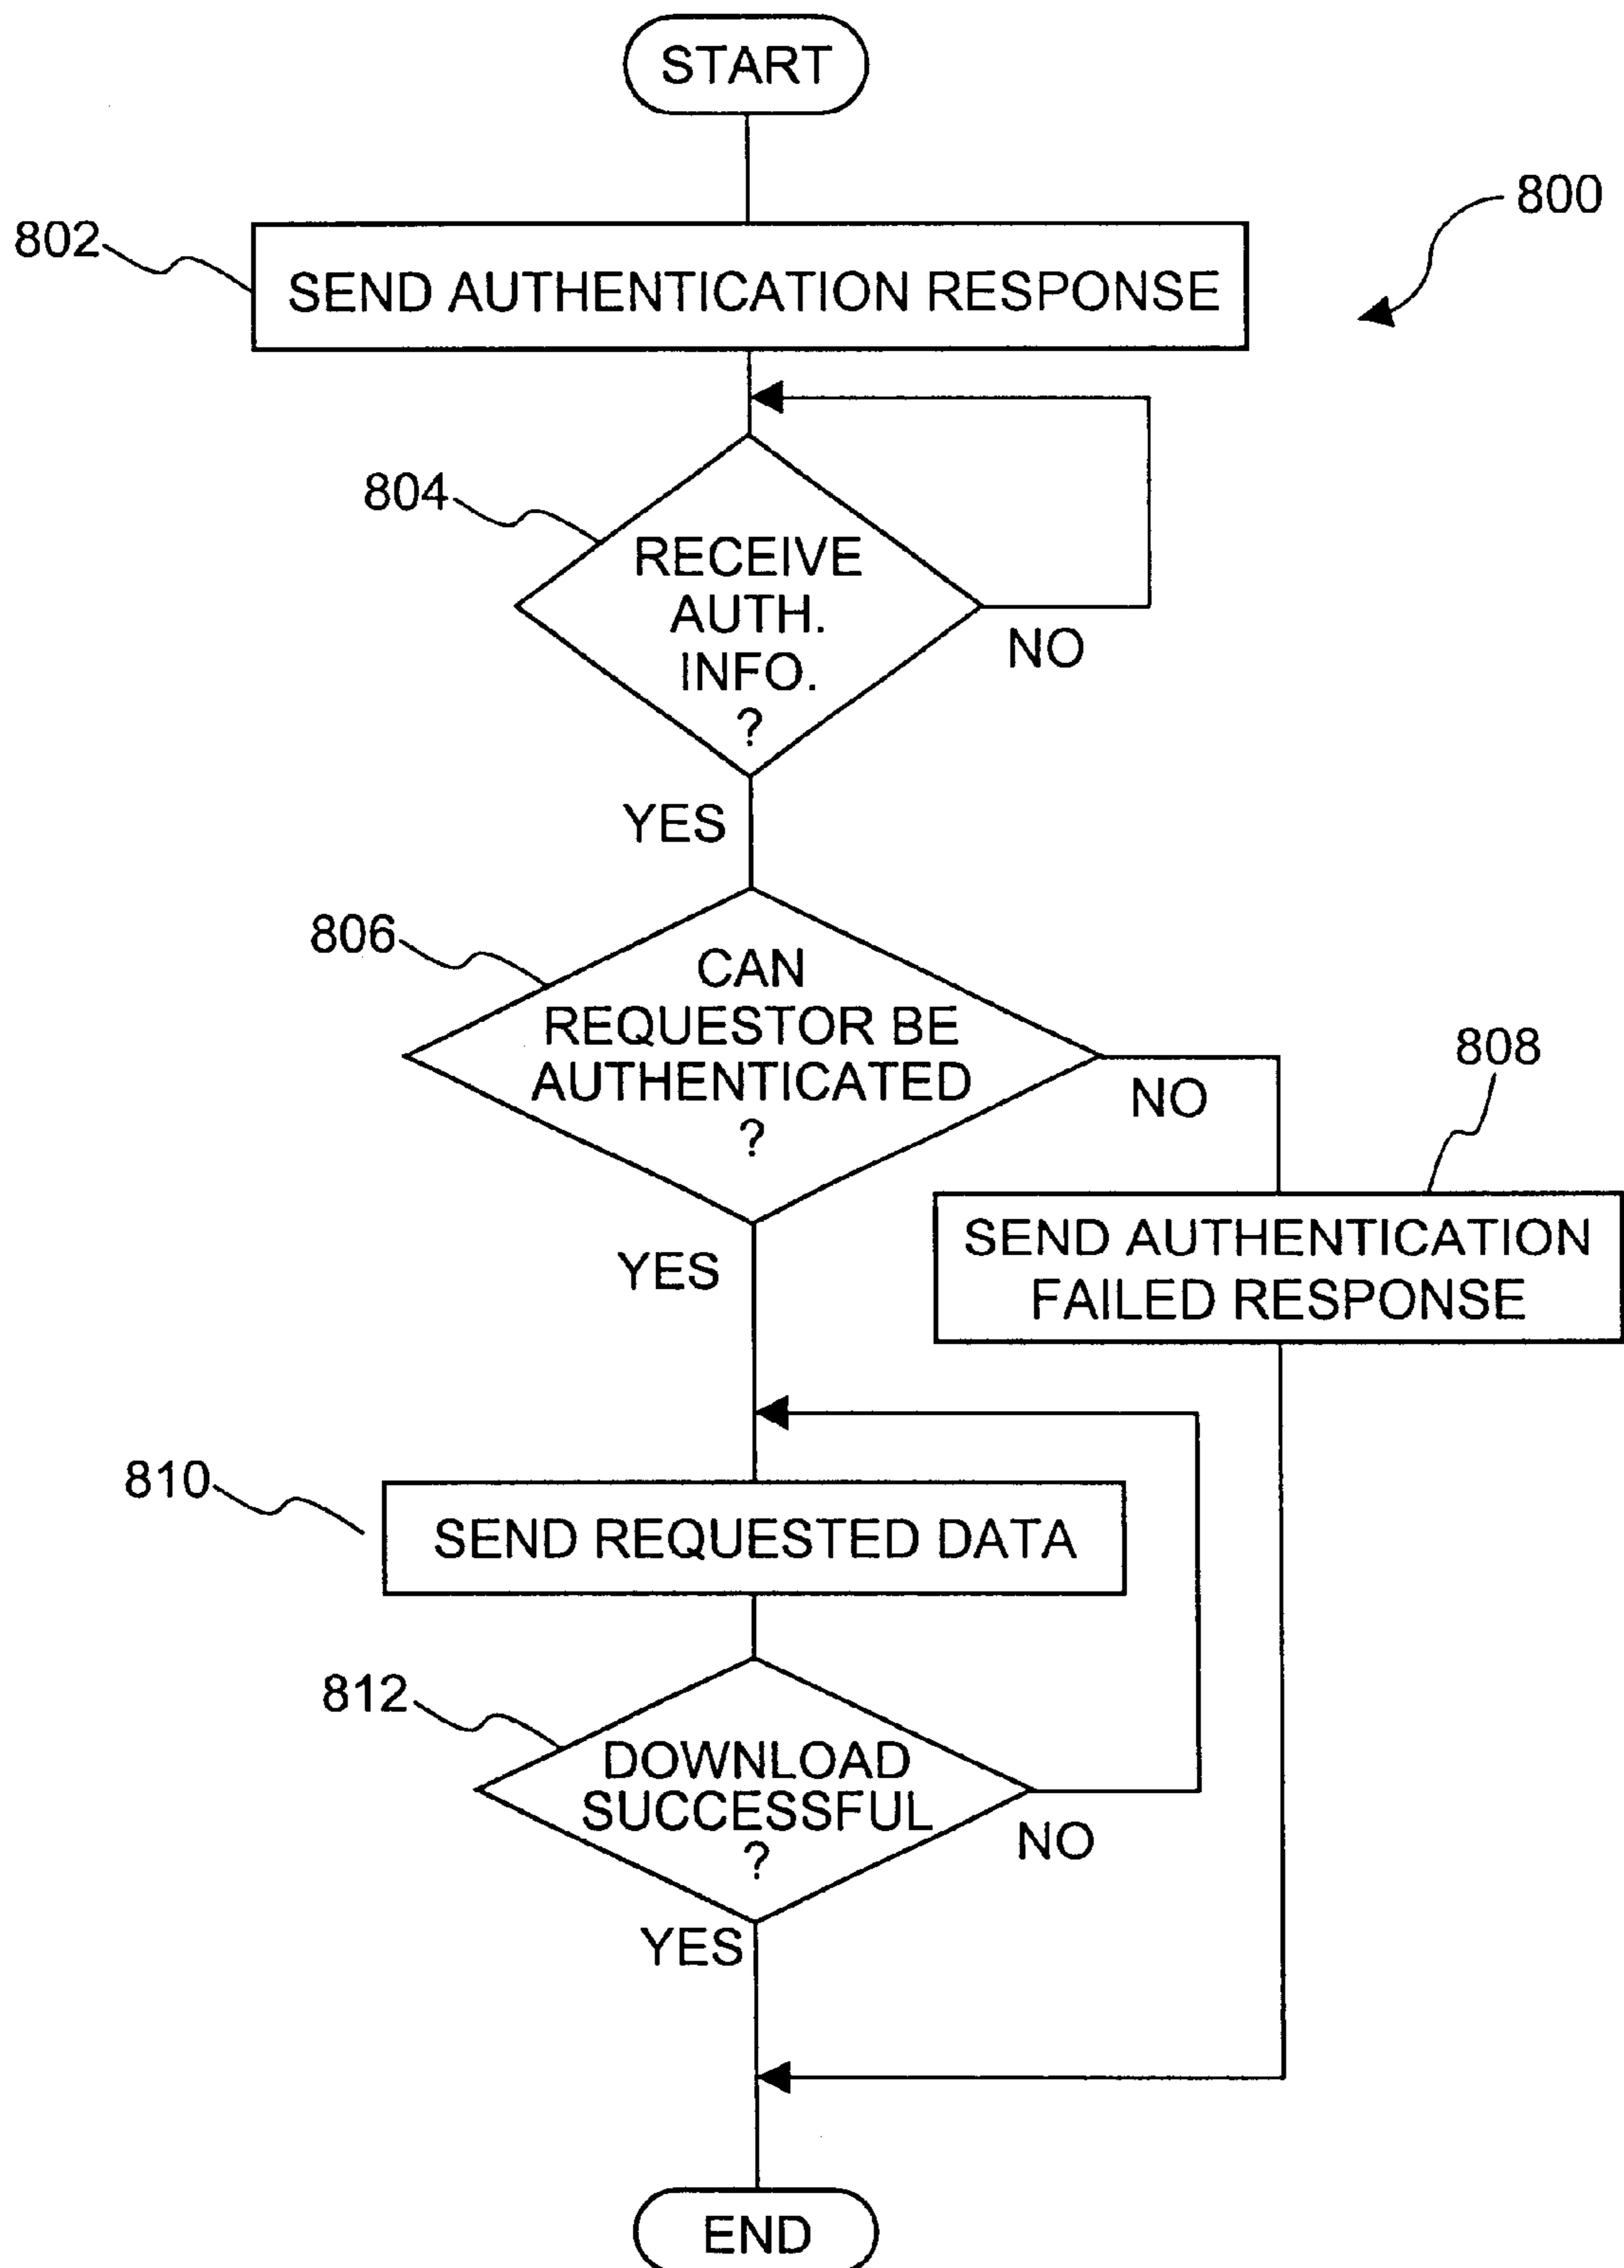 START
800
802
SEND AUTHENTICATION RESPONSE
804
RECEIVE
AUTH.
INFO.
?
NO
YES
806
CAN
REQUESTOR BE
AUTHENTICATED
?
NO
808
SEND AUTHENTICATION
FAILED RESPONSE
YES
810
SEND REQUESTED DATA
812
DOWNLOAD
SUCCESSFUL
?
NO
YES
END